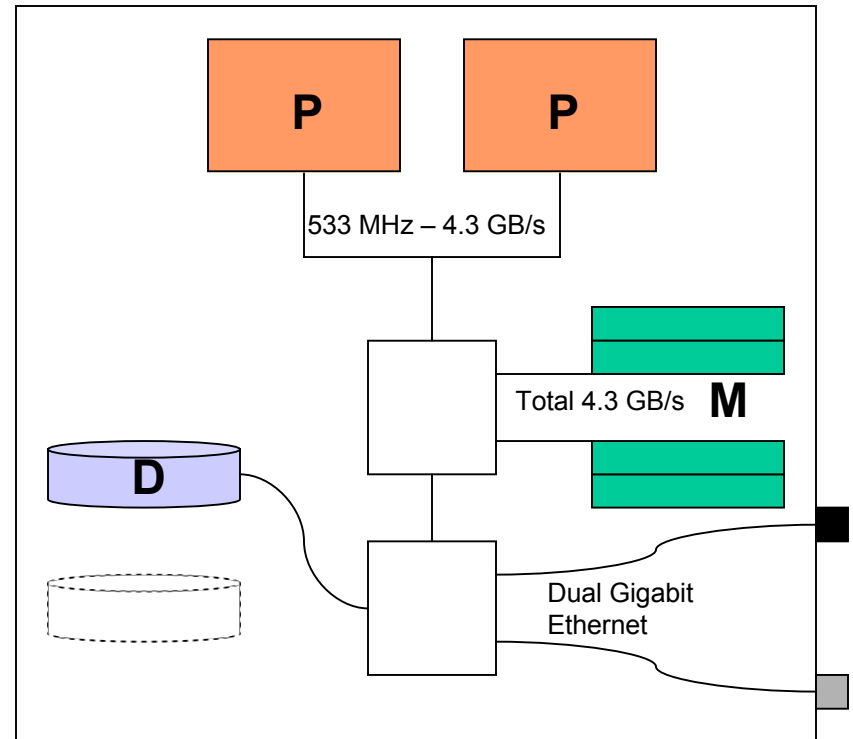 P
P
533 MHz – 4.3 GB/s
Total 4.3 GB/s
M
D
Dual Gigabit
Ethernet